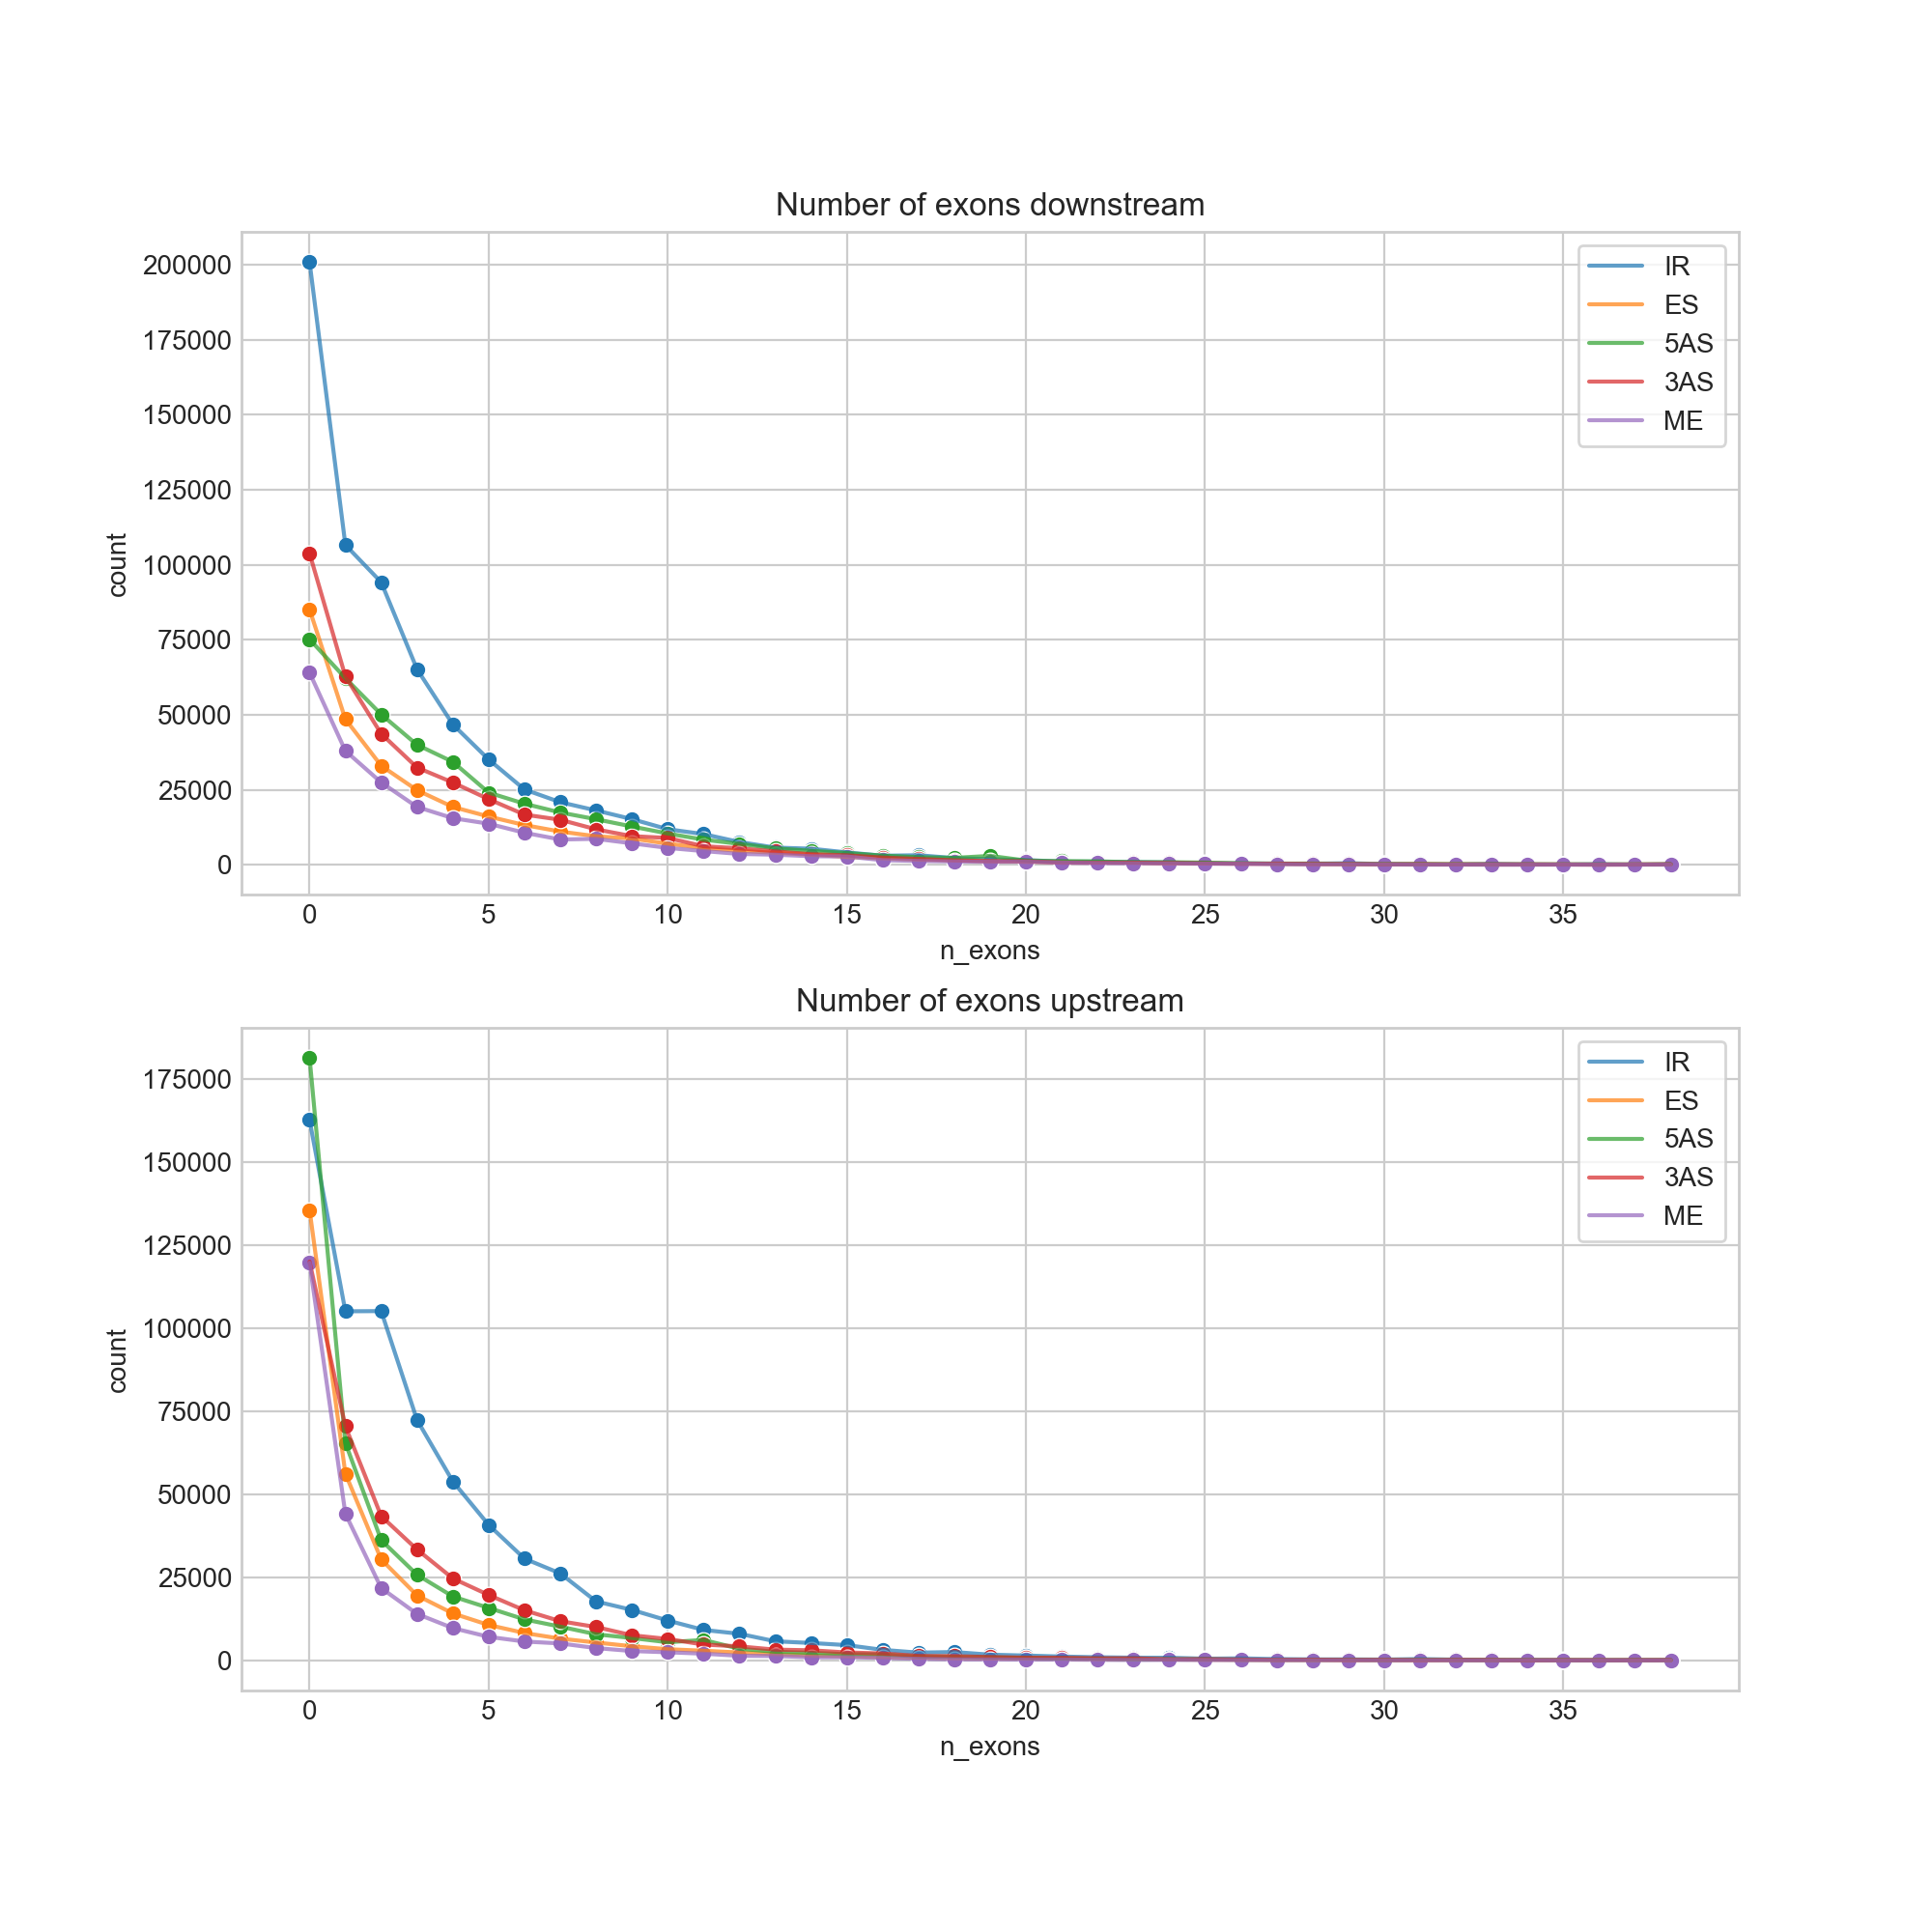 Number of exons downstream
200000
175000
150000
125000
100000
75000
50000
25000
0
count
0 5 10 15 20 25 30 35
n_exons
IR
ES
5AS
3AS
ME
Number of exons upstream
175000
150000
125000
100000
75000
50000
25000
0
count
0 5 10 15 20 25 30 35
n_exons
IR
ES
5AS
3AS
ME